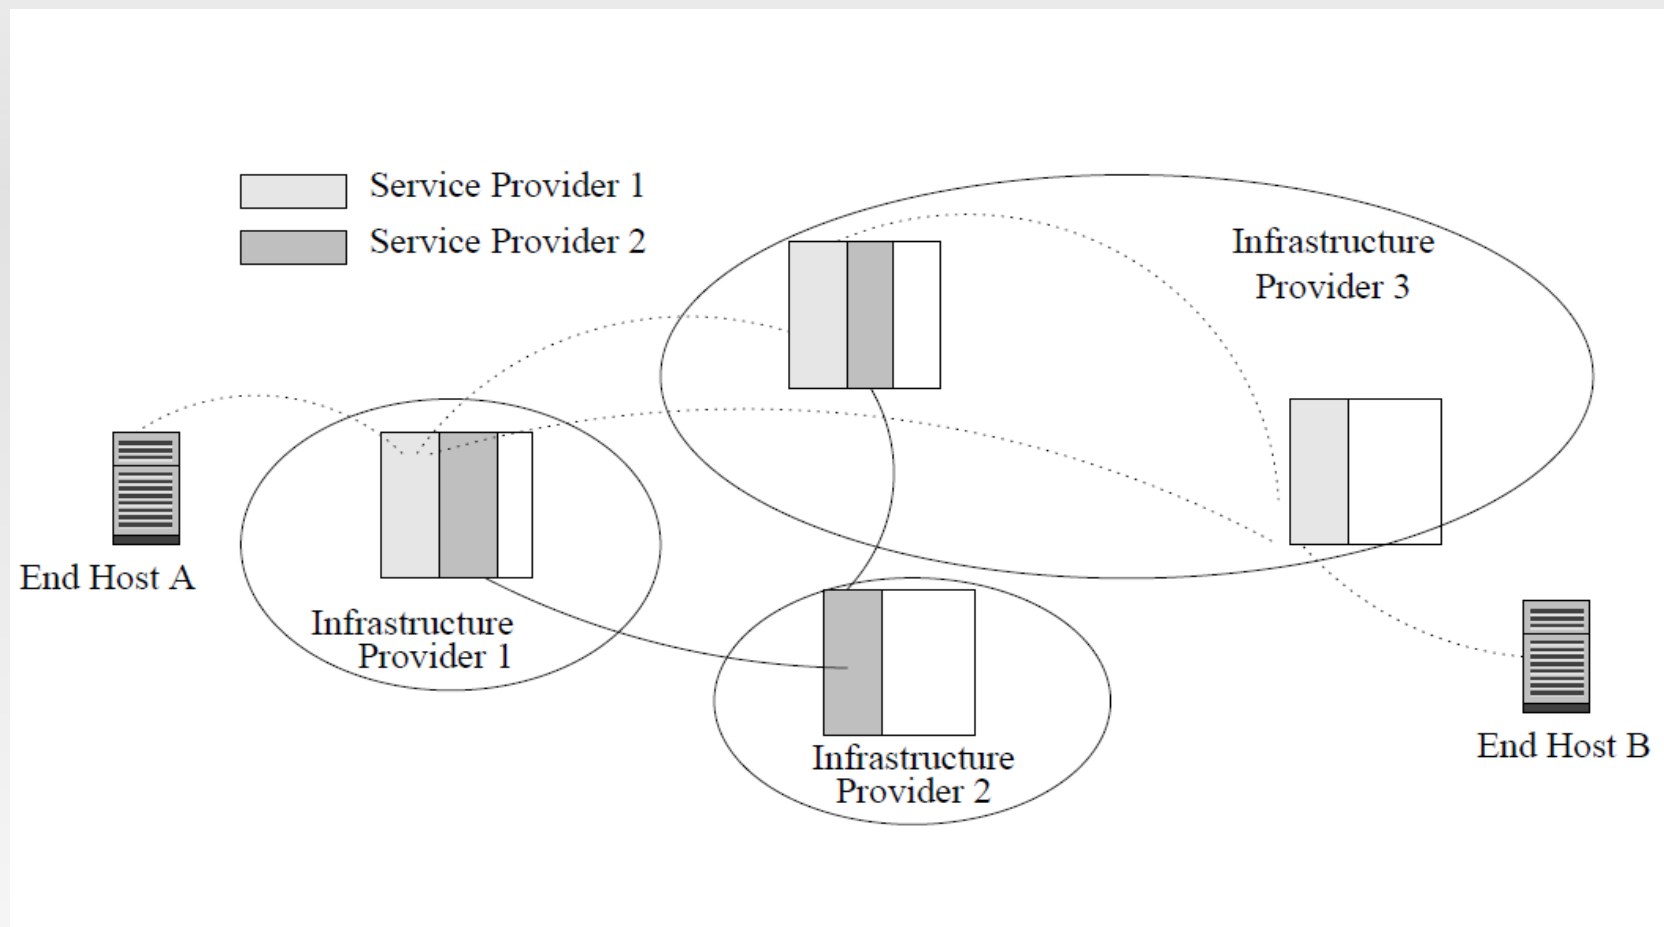 Service Provider 1
Service Provider 2
Infrastructure
Provider 3
End Host A
Infrastructure
Provider 1
Infrastructure
Provider 2
End Host B